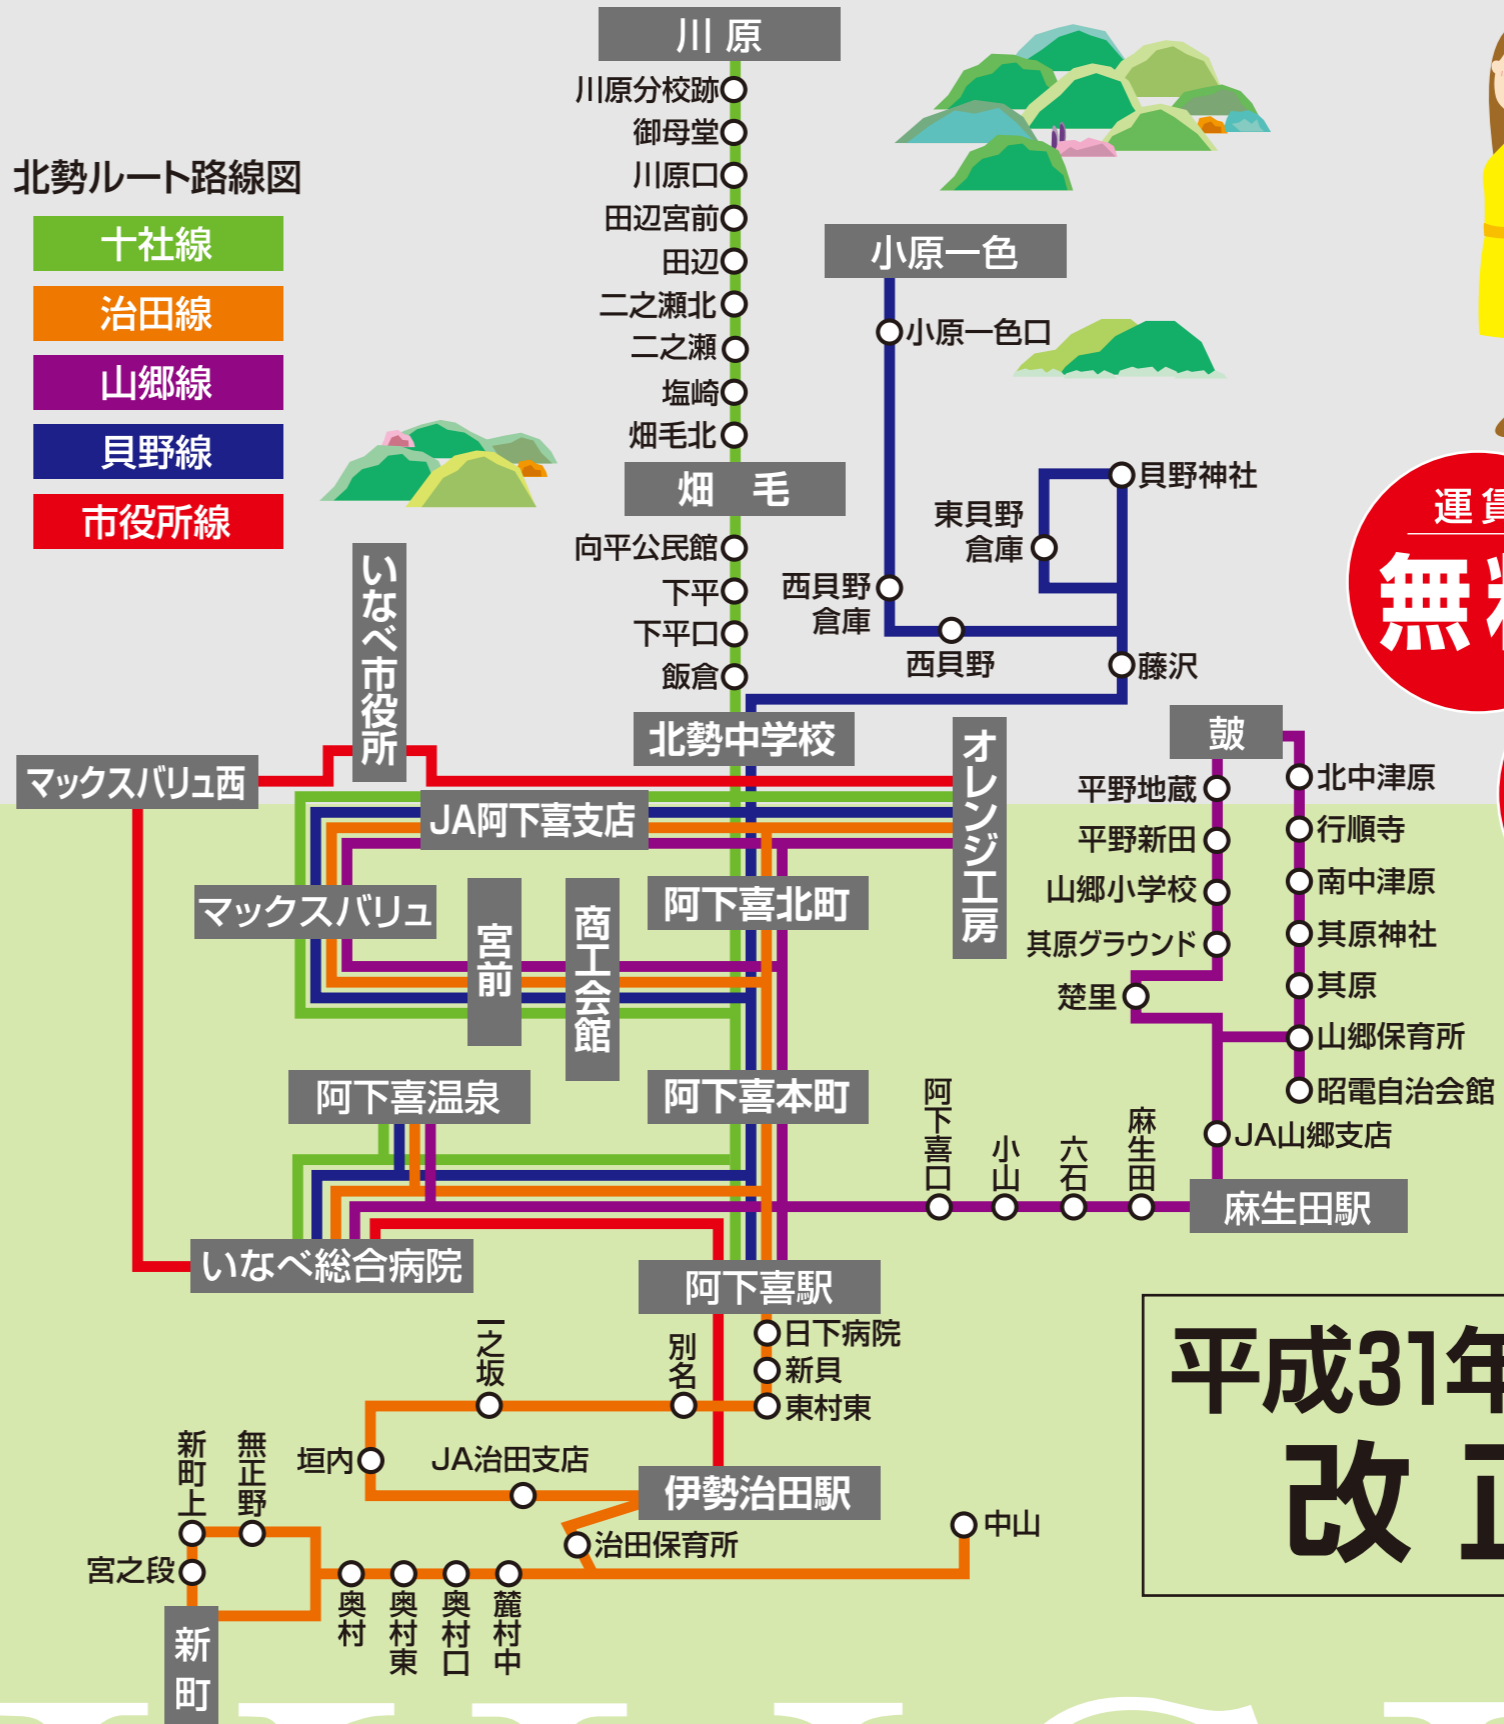 川原
川原分校跡
御母堂
川原口
田辺宮前
田辺
二之瀬北
二之瀬
塩崎
畑毛北
畑毛
向平公民館
下平
下平口
飯倉
北勢中学校
北勢ルート路線図
十社線
治田線
山郷線
貝野線
市役所線
小原一色
小原一色口
西貝野
倉庫
西貝野
東貝野
倉庫
貝野神社
藤沢
運
無
いなべ市役所
マックスバリュ西
JA阿下喜支店
オレンジ工房
マックスバリュ
宮前
商工会館
阿下喜北町
阿下喜温泉
阿下喜本町
いなべ総合病院
阿下喜駅
鼓
平野地蔵
平野新田
山郷小学校
其原グラウンド
楚里
北中津原
行順寺
南中津原
其原神社
其原
山郷保育所
昭電自治会館
JA山郷支店
麻生田駅
阿下喜口
小山
六石
麻生田
日下病院
新貝
東村東
別名
一之坂
垣内
JA治田支店
伊勢治田駅
治田保育所
中山
新町上
無正野
宮之段
新町
奥村
奥村東
奥村口
麓村中
平成31年
改正